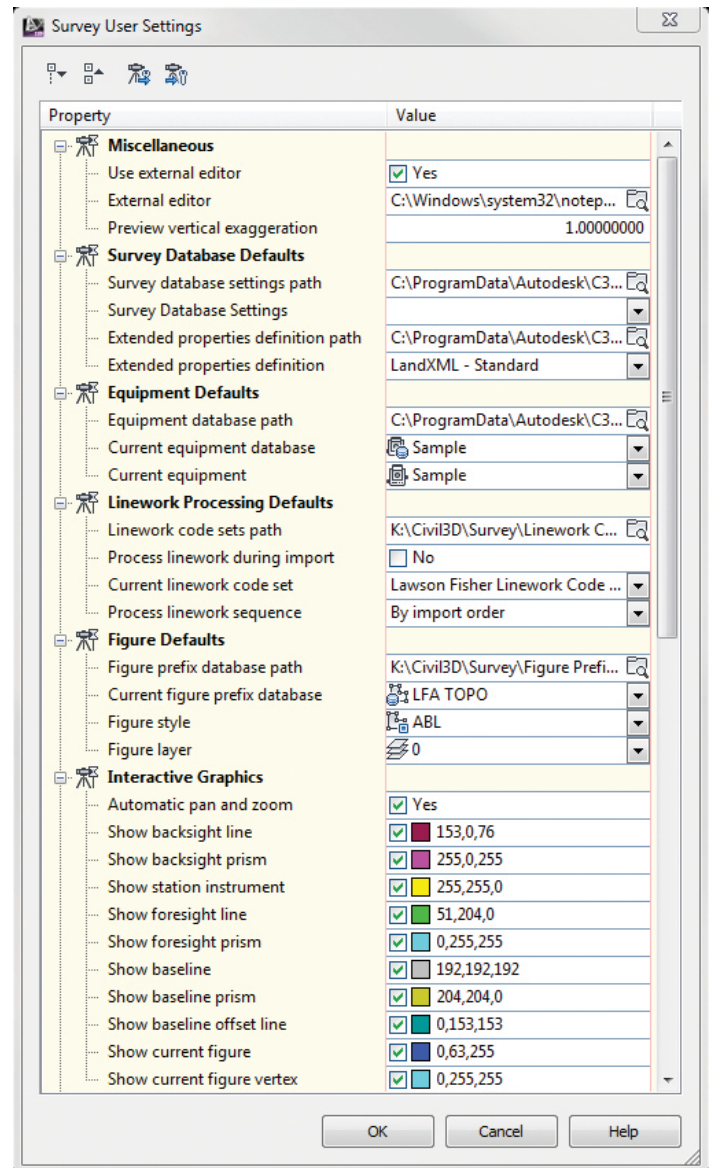 Survey User Settings
Property Value
Miscellaneous
Use external editor Yes
External editor C:\Windows\system32\notep...
Preview vertical exaggeration 1.00000000
Survey Database Defaults
Survey database settings path C:\ProgramData\Autodesk\C3...
Survey Database Settings
Extended properties definition path C:\ProgramData\Autodesk\C3...
Extended properties definition LandXML - Standard
Equipment Defaults
Equipment database path C:\ProgramData\Autodesk\C3...
Current equipment database Sample
Current equipment Sample
Linework Processing Defaults
Linework code sets path K:\Civil3D\Survey\Linework C...
Process linework during import No
Current linework code set Lawson Fisher Linework Code ...
Process linework sequence By import order
Figure Defaults
Figure prefix database path K:\Civil3D\Survey\Figure Prefi...
Current figure prefix database LFA TOPO
Figure style ABL
Figure layer 0
Interactive Graphics
Automatic pan and zoom Yes
Show backsight line 153,0,76
Show backsight prism 255,0,255
Show station instrument 255,255,0
Show foresight line 51,204,0
Show foresight prism 0,255,255
Show baseline 192,192,192
Show baseline prism 204,204,0
Show baseline offset line 0,153,153
Show current figure 0,63,255
Show current figure vertex 0,255,255
OK Cancel Help